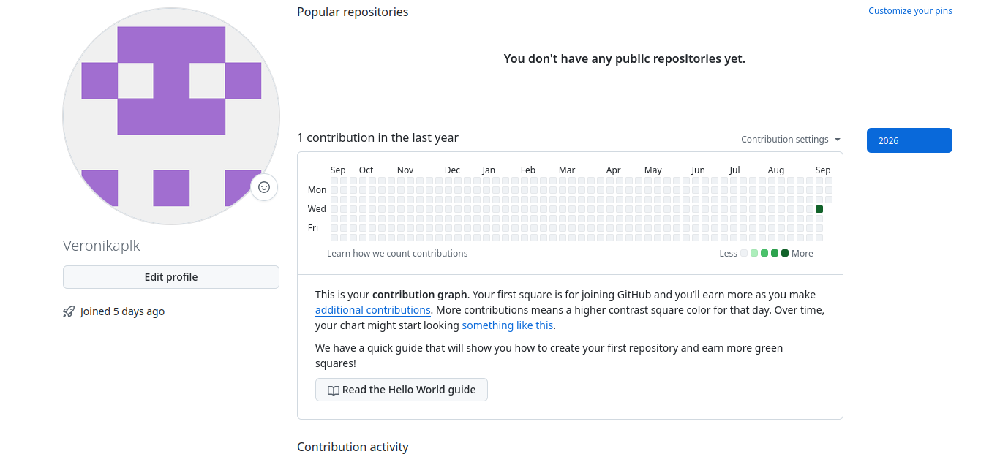 Popular repositories
Customize your pins
You don't have any public repositories yet.
1 contribution in the last year
Contribution settings
2026
Sep Oct Nov Dec Jan Feb Mar Apr May Jun Jul Aug Sep
Mon
Wed
Fri
Learn how we count contributions
Less
More
This is your contribution graph. Your first square is for joining GitHub and you’ll earn more as you make
additional contributions. More contributions means a higher contrast square color for that day. Over time,
your chart might start looking something like this.
We have a quick guide that will show you how to create your first repository and earn more green
squares!
Read the Hello World guide
Contribution activity
Veronikaplk
Edit profile
Joined 5 days ago